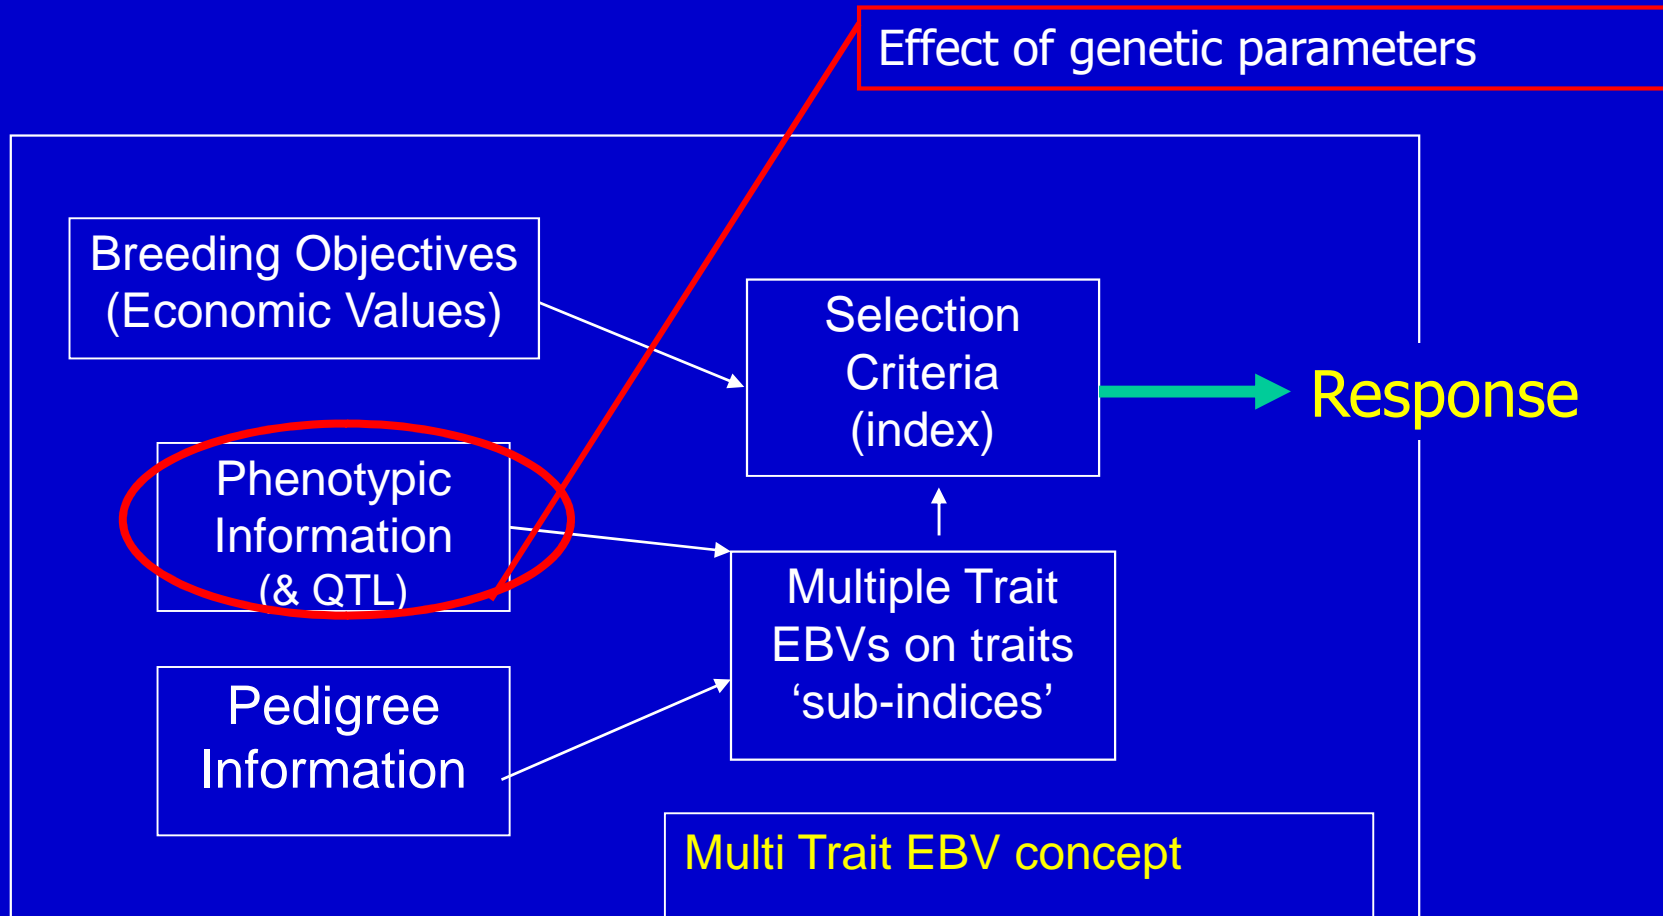 Effect of genetic parameters
Breeding Objectives
(Economic Values)
Selection
Criteria
(index)
Response
Phenotypic
Information
(& QTL)
Multiple Trait
EBVs on traits
‘sub-indices’
Pedigree
Information
Multi Trait EBV concept